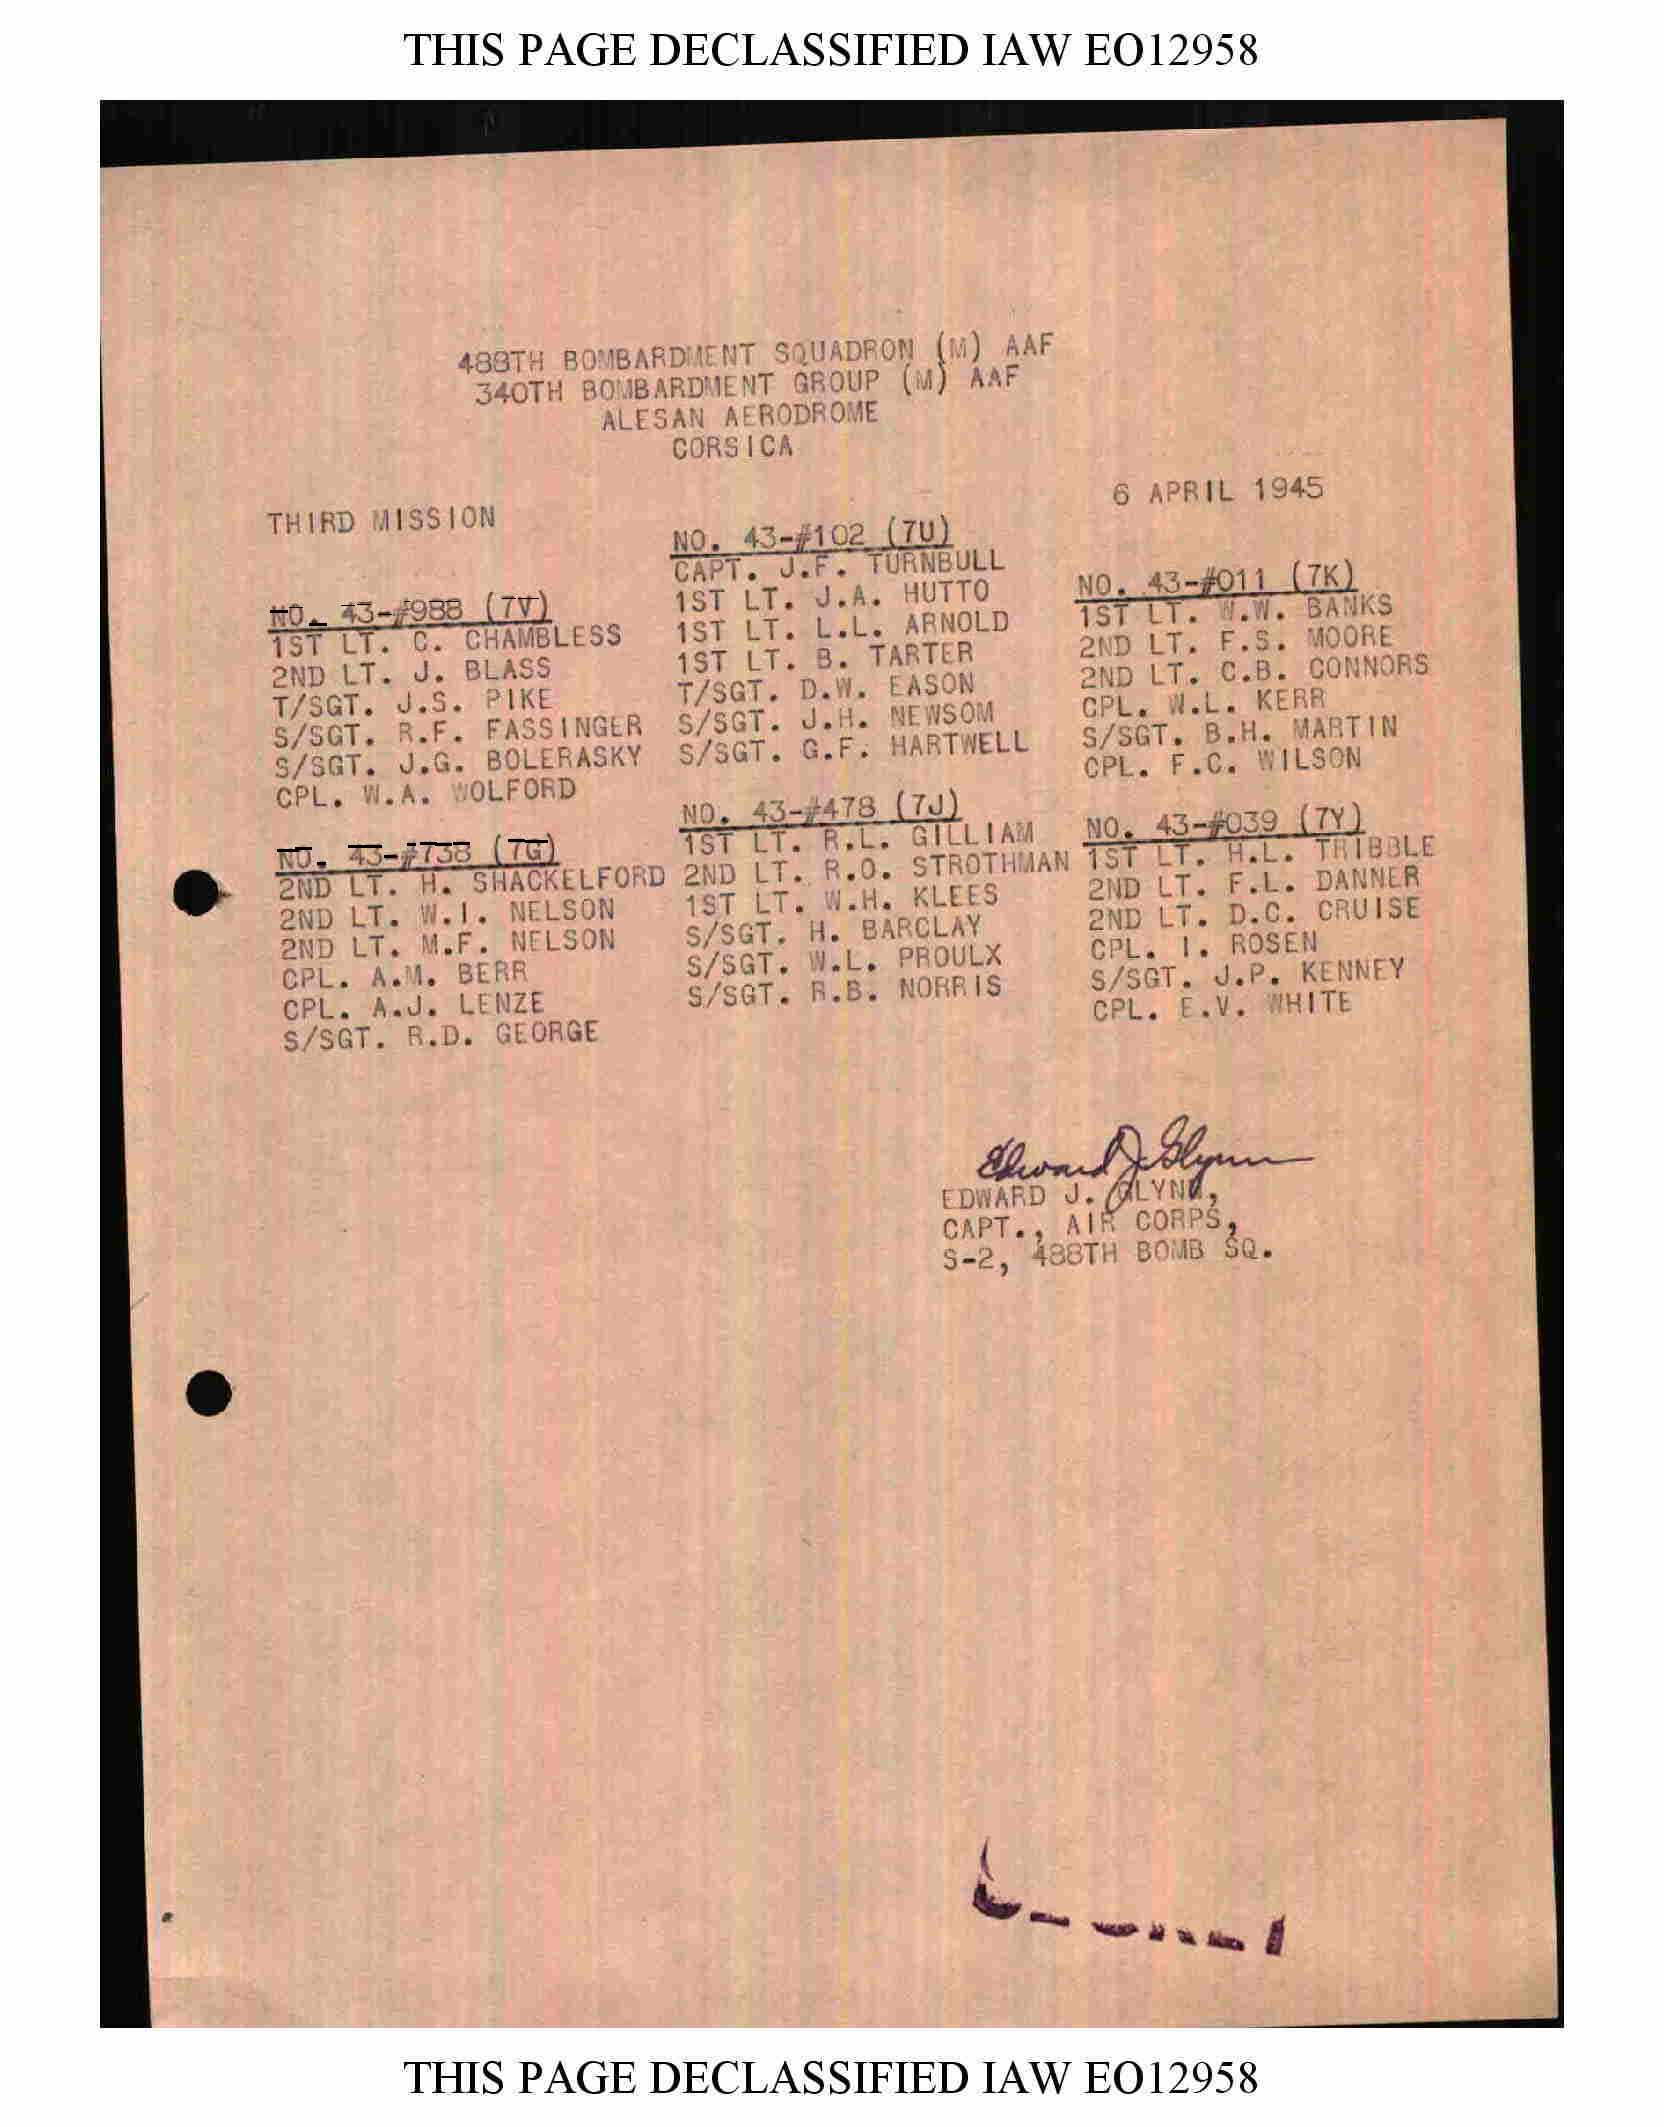 THIS PAGE DECLASSIFIED IAW EO12958
488TH BOMBARDMENT SQUADRON (M) AAF
340TH BOMBARDMENT GROUP (M) AAF
ALESAN AERODROME
CORSICA
6 APRIL 1945
THIRD MISSION
NO. 43-#988 (7V)
1ST LT. C. CHAMBLESS
2ND LT. J. BLASS
T/SGT. J.S. PIKE
S/SGT. R.F. FASSINGER
S/SGT. J.G. BOLERASKY
CPL. W.A. WOLFORD
NO. 43-#738 (7G)
2ND LT. H. SHACKELFORD
2ND LT. W.I. NELSON
2ND LT. M.F. NELSON
CPL. A.M. BERR
CPL. A.J. LENZE
S/SGT. R.D. GEORGE
NO. 43-#102 (7U)
CAPT. J.F. TURNBULL
1ST LT. J.A. HUTTO
1ST LT. L.L. ARNOLD
1ST LT. B. TARTER
T/SGT. D.W. EASON
S/SGT. J.H. NEWSOM
S/SGT. G.F. HARTWELL
NO. 43-#478 (7J)
1ST LT. R.L. GILLIAM
2ND LT. R.O. STROTHMAN
1ST LT. W.H. KLEES
S/SGT. H. BARCLAY
S/SGT. W.L. PROULX
S/SGT. R.B. NORRIS
NO. 43-#011 (7K)
1ST LT. W.W. BANKS
2ND LT. F.S. MOORE
2ND LT. C.B. CONNORS
CPL. W.L. KERR
S/SGT. B.H. MARTIN
CPL. F.C. WILSON
NO. 43-#039 (7Y)
1ST LT. H.L. TRIBBLE
2ND LT. F.L. DANNER
2ND LT. D.C. CRUISE
CPL. I. ROSEN
S/SGT. J.P. KENNEY
CPL. E.V. WHITE
Edward J. Glynn
EDWARD J. GLYNN,
CAPT., AIR CORPS,
S-2, 488TH BOMB SQ.
THIS PAGE DECLASSIFIED IAW EO12958